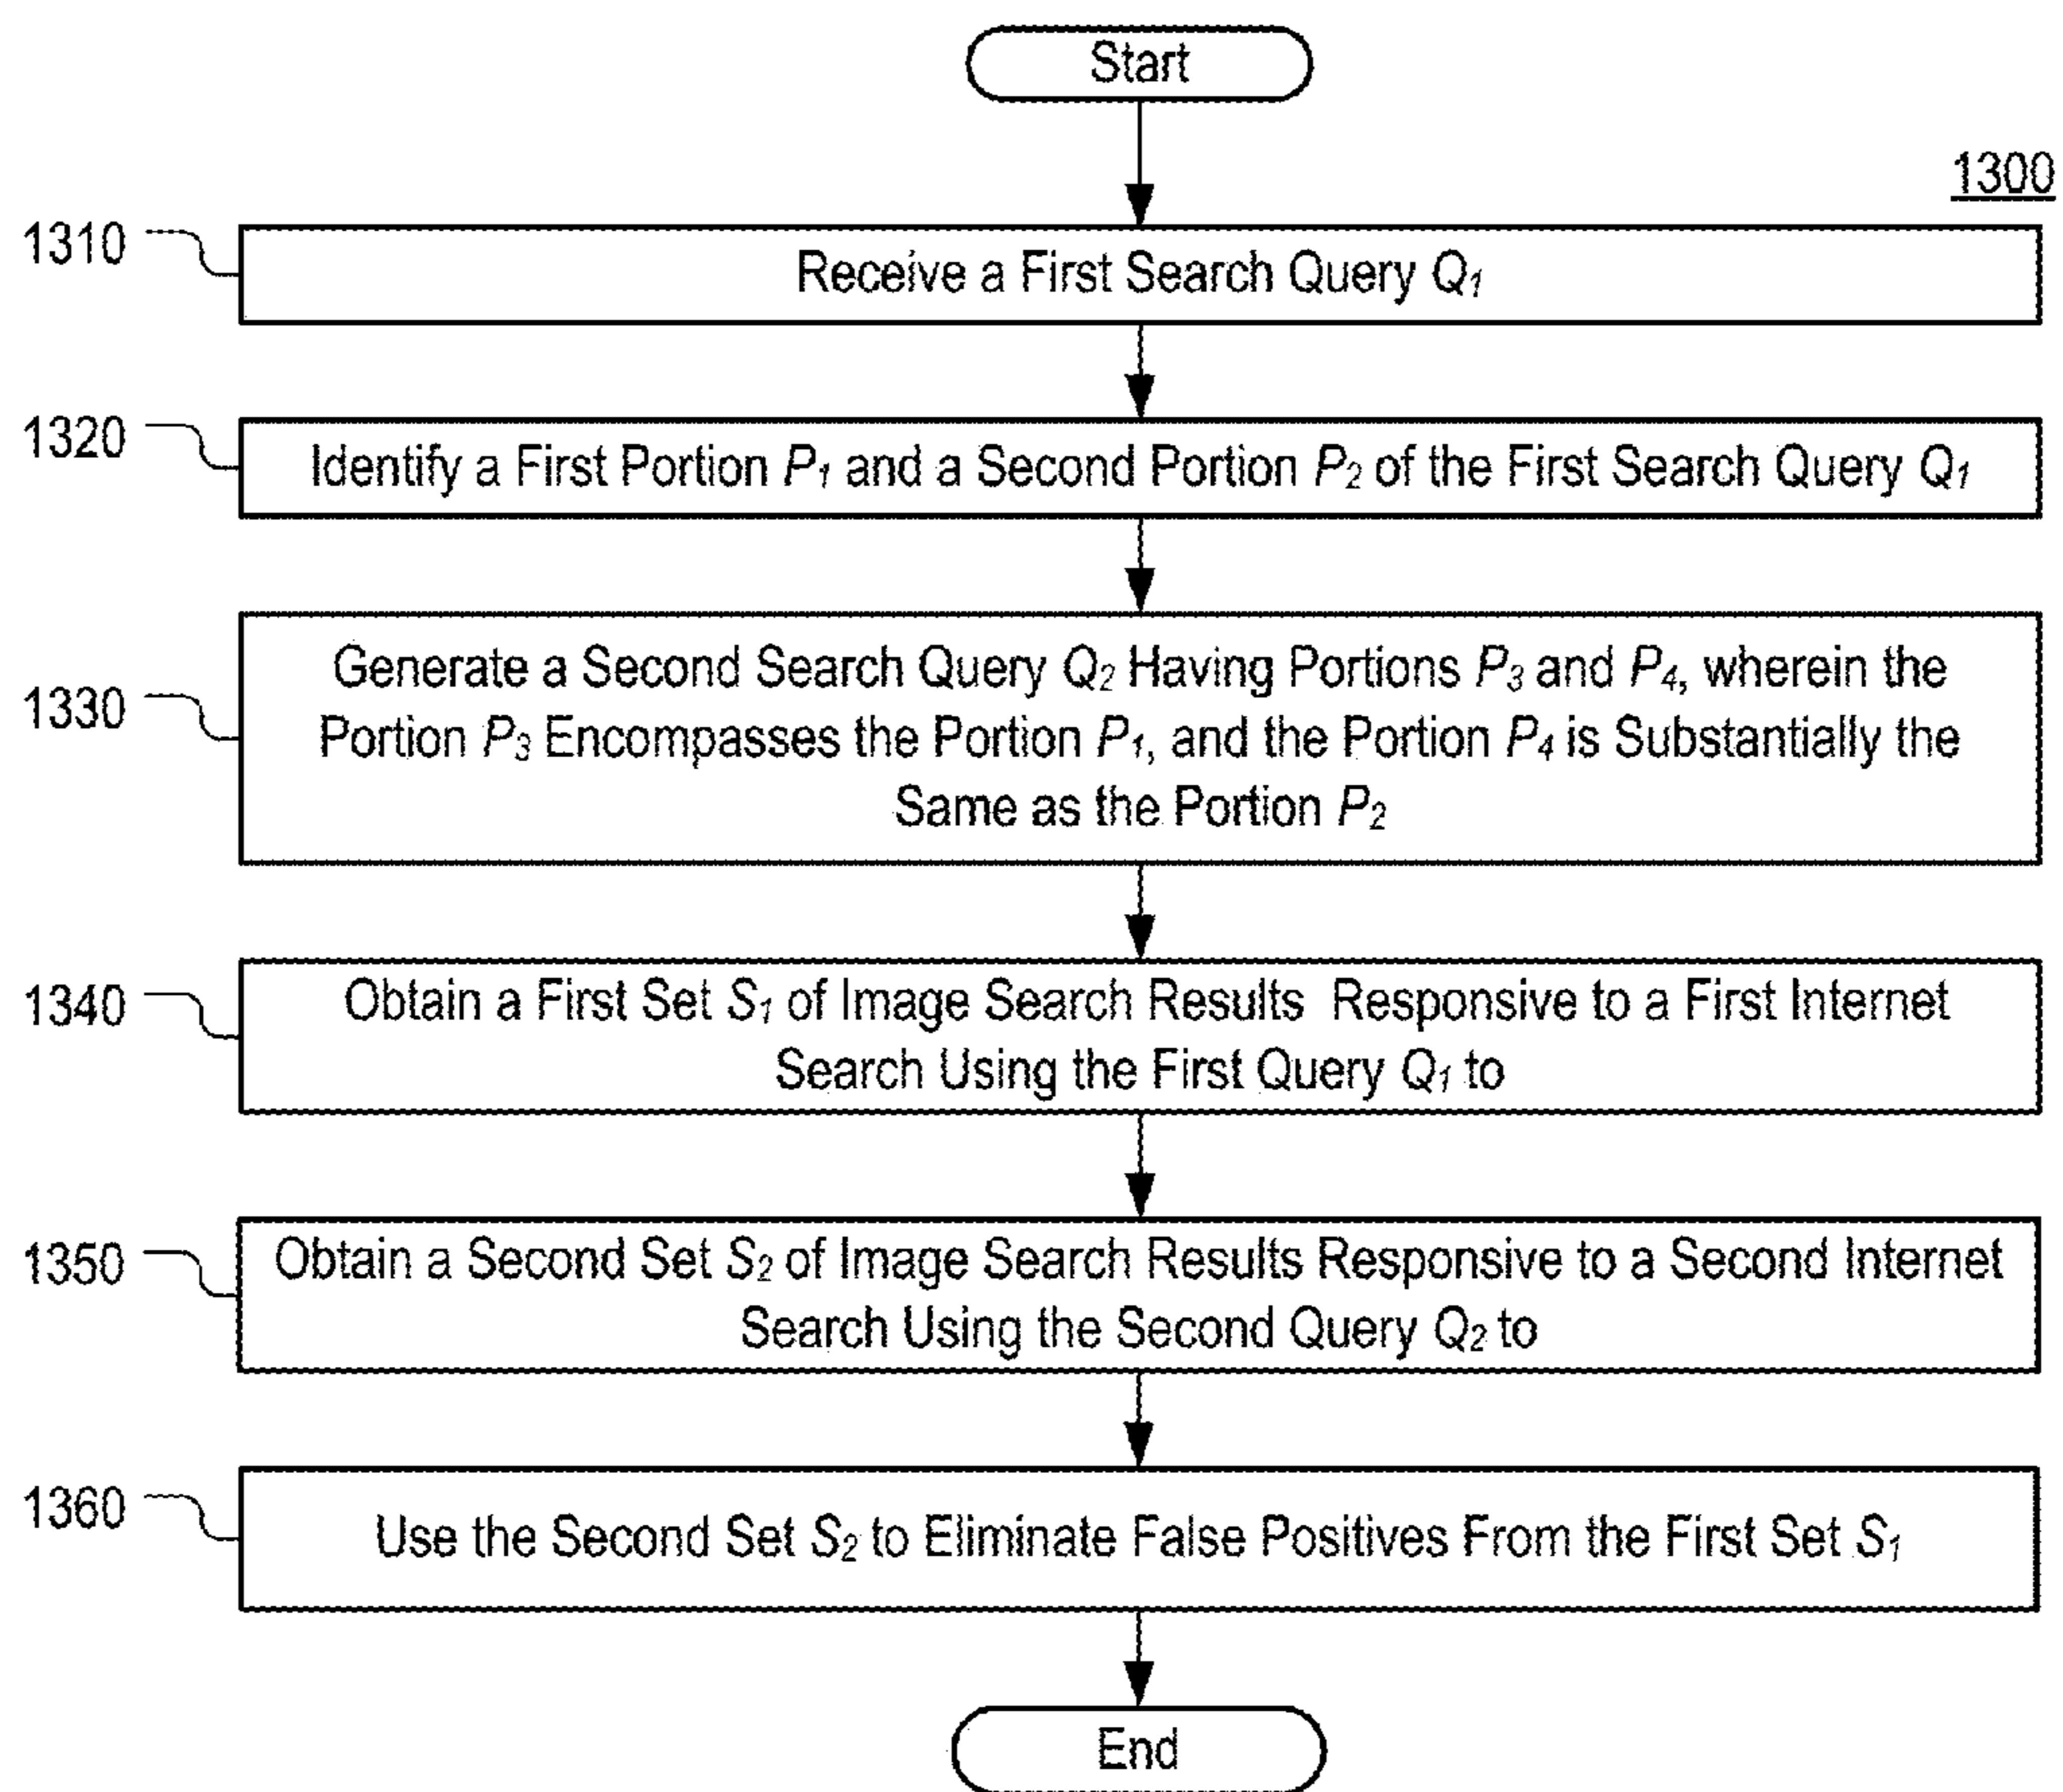 Start
1300
1310
Receive a First Search Query Q1
1320
Identify a First Portion P1 and a Second Portion P2 of the First Search Query Q1
1330
Generate a Second Search Query Q2 Having Portions P3 and P4, wherein the
Portion P3 Encompasses the Portion P1, and the Portion P4 is Substantially the
Same as the Portion P2
1340
Obtain a First Set S1 of Image Search Results Responsive to a First Internet
Search Using the First Query Q1 to
1350
Obtain a Second Set S2 of Image Search Results Responsive to a Second Internet
Search Using the Second Query Q2 to
1360
Use the Second Set S2 to Eliminate False Positives From the First Set S1
End